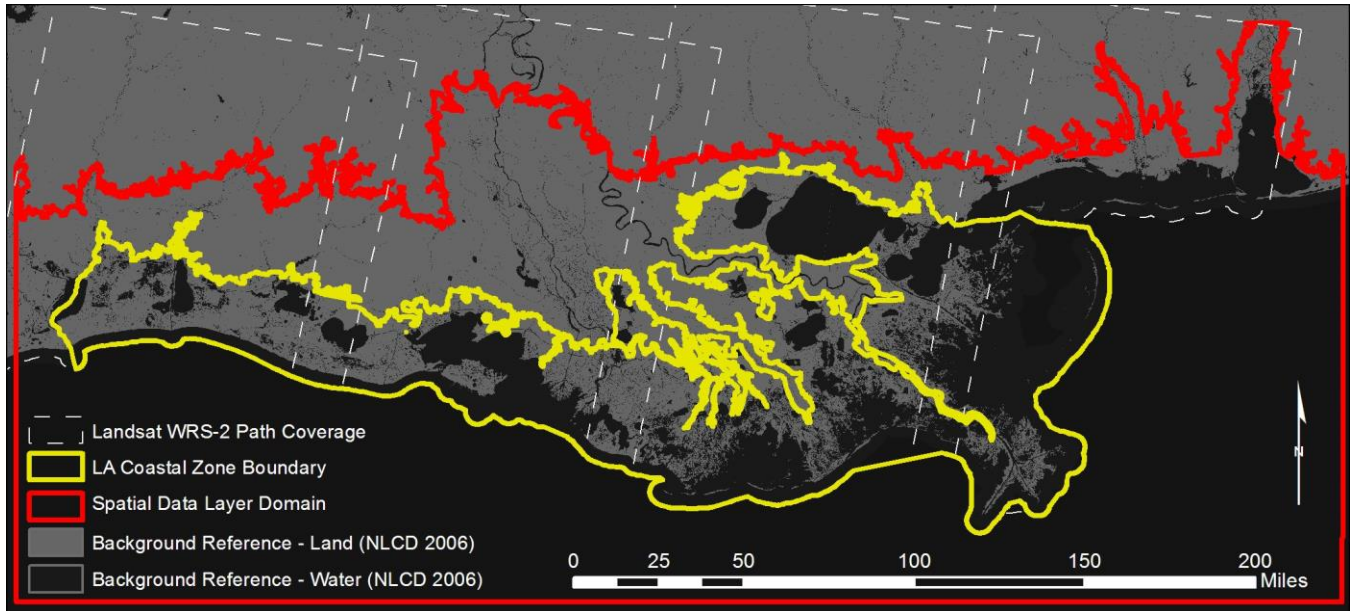 Landsat WRS-2 Path Coverage
LA Coastal Zone Boundary
Spatial Data Layer Domain
Background Reference - Land (NLCD 2006)
Background Reference - Water (NLCD 2006)
N
0 25 50 100 150 200
Miles